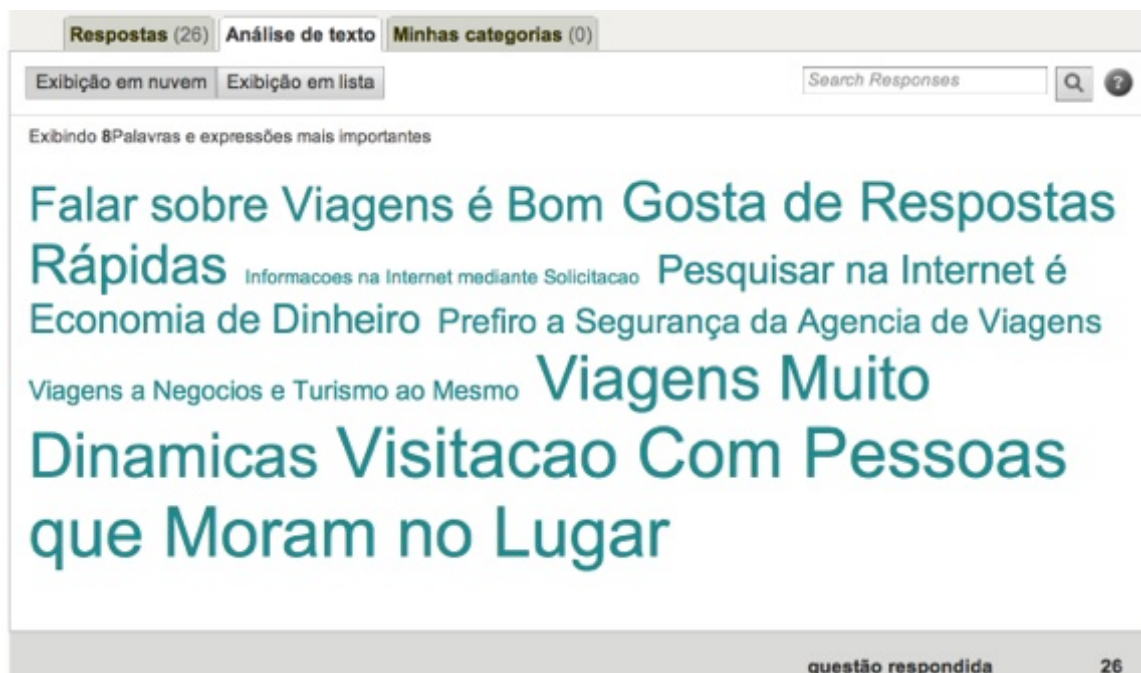 Respostas (26) Análise de texto Minhas categorias (0)
Exibição em nuvem Exibição em lista Search Responses ?
Exibindo 8Palavras e expressões mais importantes
Falar sobre Viagens é Bom Gosta de Respostas
Rápidas Informacoes na Internet mediante Solicitacao Pesquisar na Internet é
Economia de Dinheiro Prefiro a Segurança da Agencia de Viagens
Viagens a Negocios e Turismo ao Mesmo Viagens Muito
Dinamicas Visitacao Com Pessoas
que Moram no Lugar
questão respondida 26